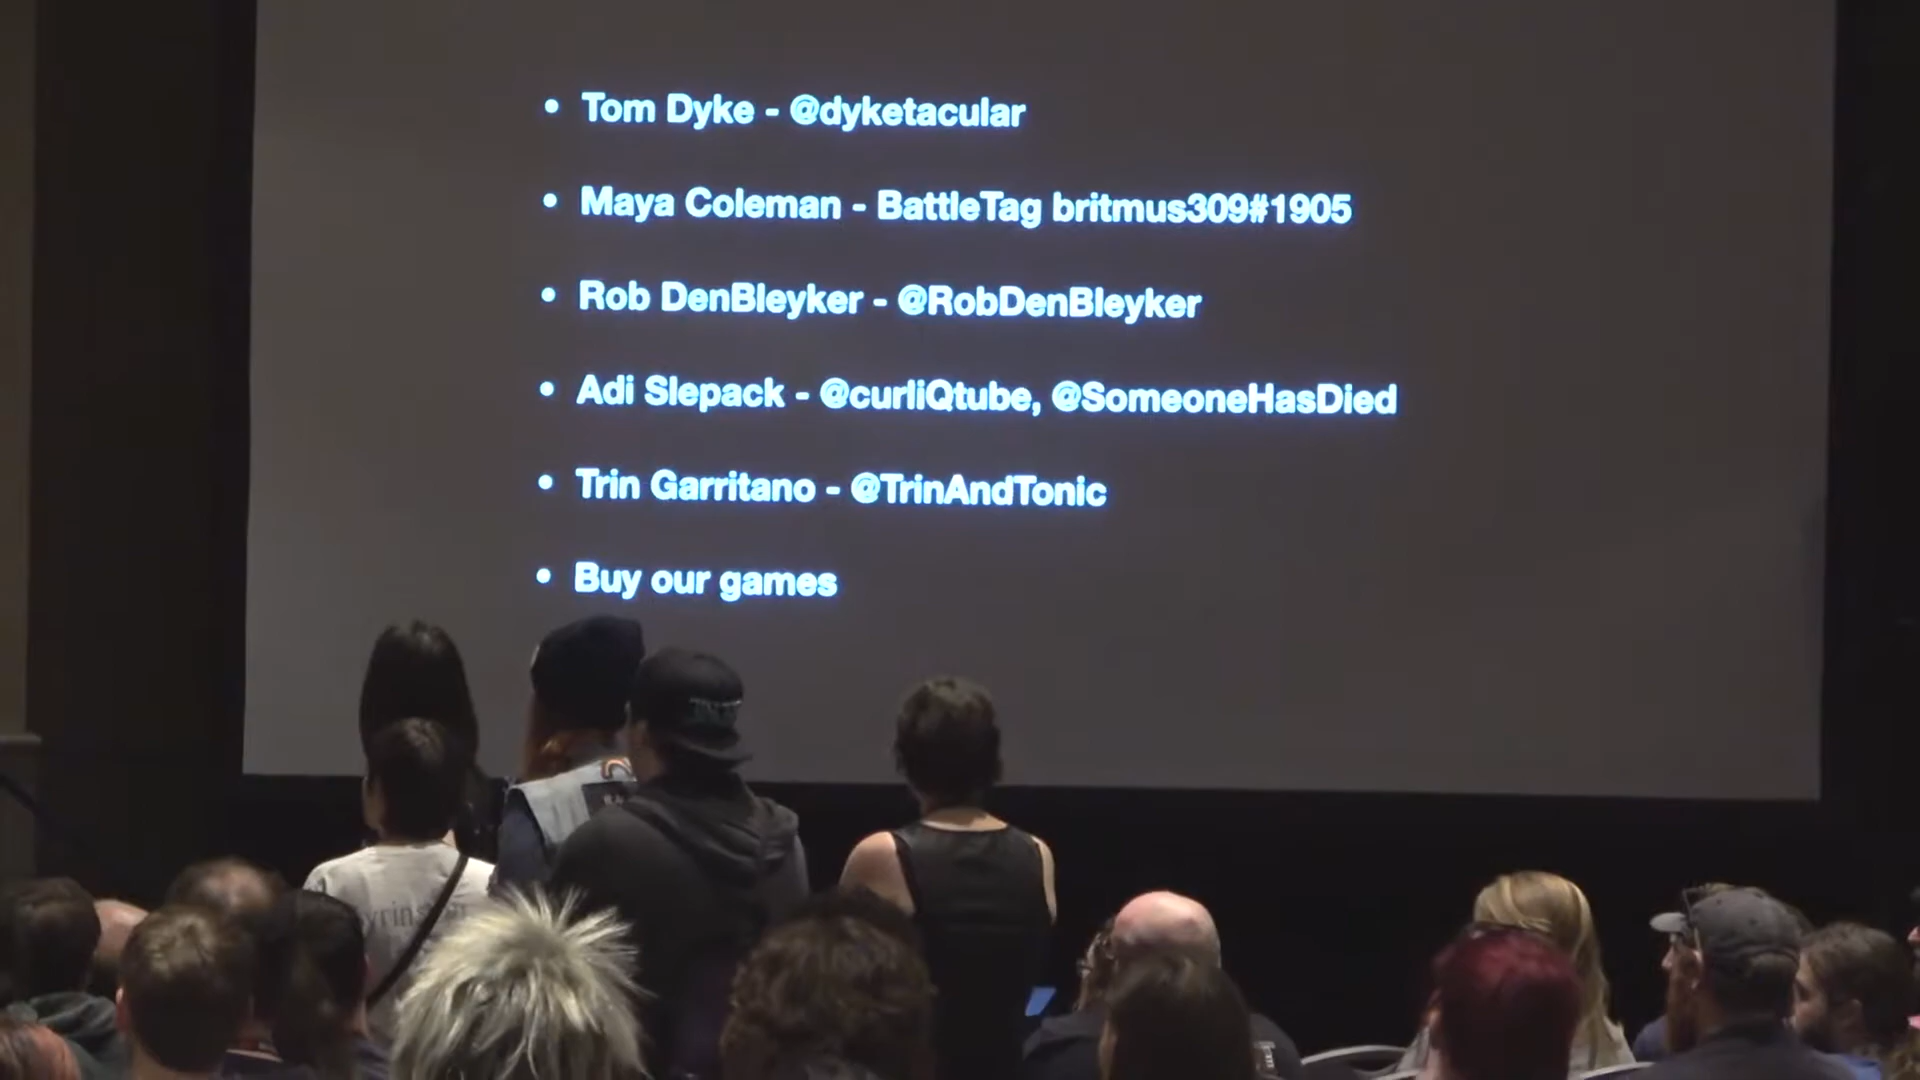 • Tom Dyke - @dyketacular
• Maya Coleman - BattleTag britmus309#1905
• Rob DenBleyker - @RobDenBleyker
• Adi Slepack - @curliQtube, @SomeoneHasDied
• Trin Garritano - @TrinAndTonic
• Buy our games